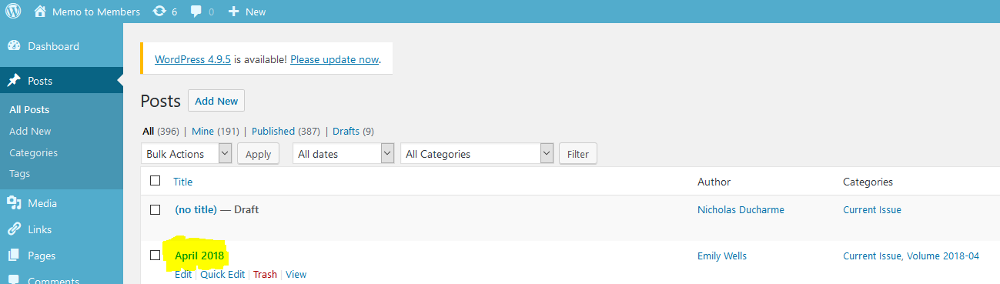 Memo to Members 6 0 New
Dashboard
WordPress 4.9.5 is available! Please update now.
Posts
Posts Add New
All Posts
Add New
Categories
Tags
Media
Links
Pages
Comments
All (396) | Mine (191) | Published (387) | Drafts (9)
Bulk Actions Apply All dates All Categories Filter
Title Author Categories
(no title) — Draft Nicholas Ducharme Current Issue
April 2018 Emily Wells Current Issue, Volume 2018-04
Edit | Quick Edit | Trash | View